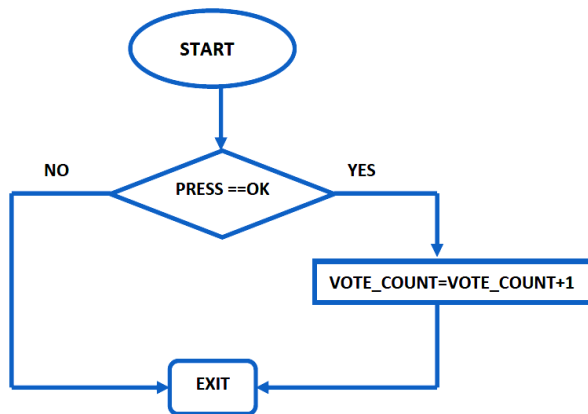 START
NO
YES
PRESS ==OK
VOTE_COUNT=VOTE_COUNT+1
EXIT